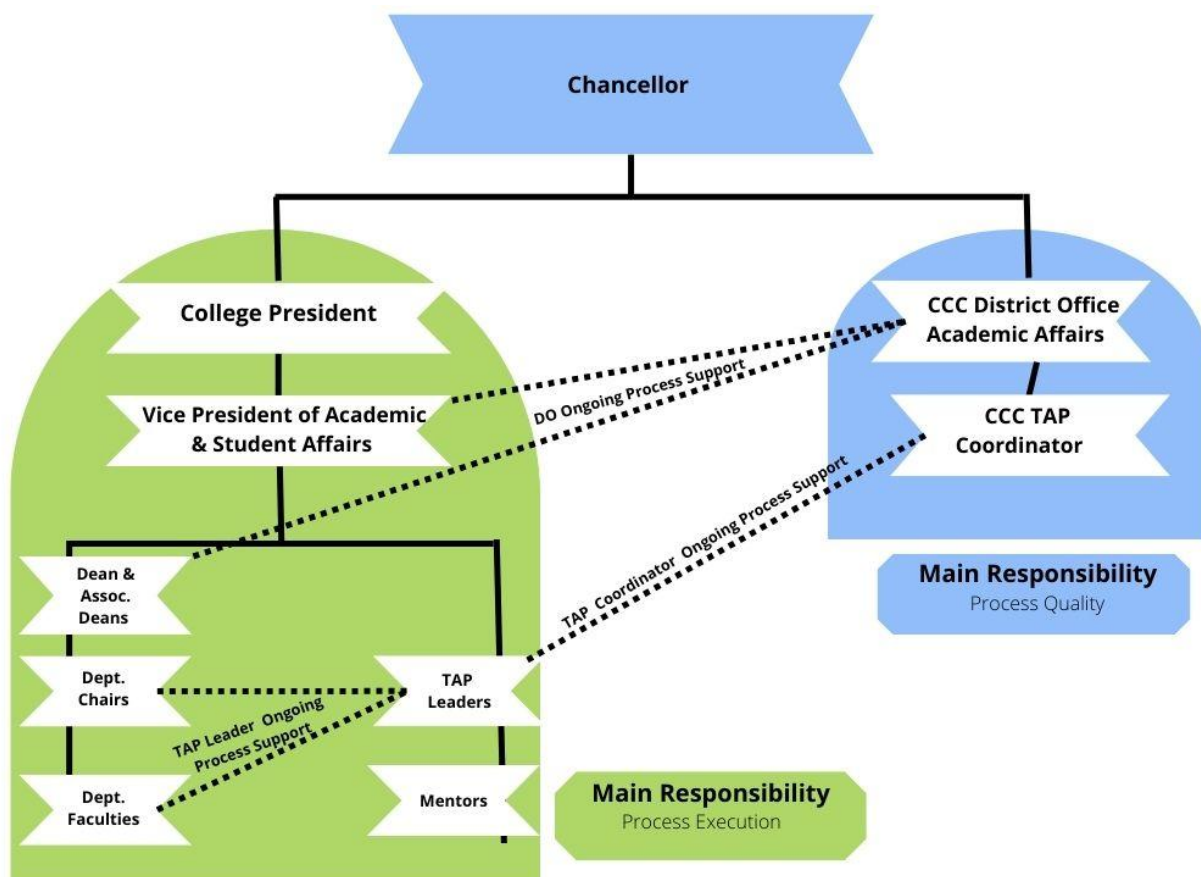 Chancellor
College President
CCC District Office
Academic Affairs
Vice President of Academic
& Student Affairs
DO Ongoing Process Support
CCC TAP
Coordinator
TAP Coordinator Ongoing Process Support
Main Responsibility
Process Quality
Dean &
Assoc.
Deans
Dept.
Chairs
TAP
Leaders
TAP Leader Ongoing
Process Support
Dept.
Faculties
Mentors
Main Responsibility
Process Execution